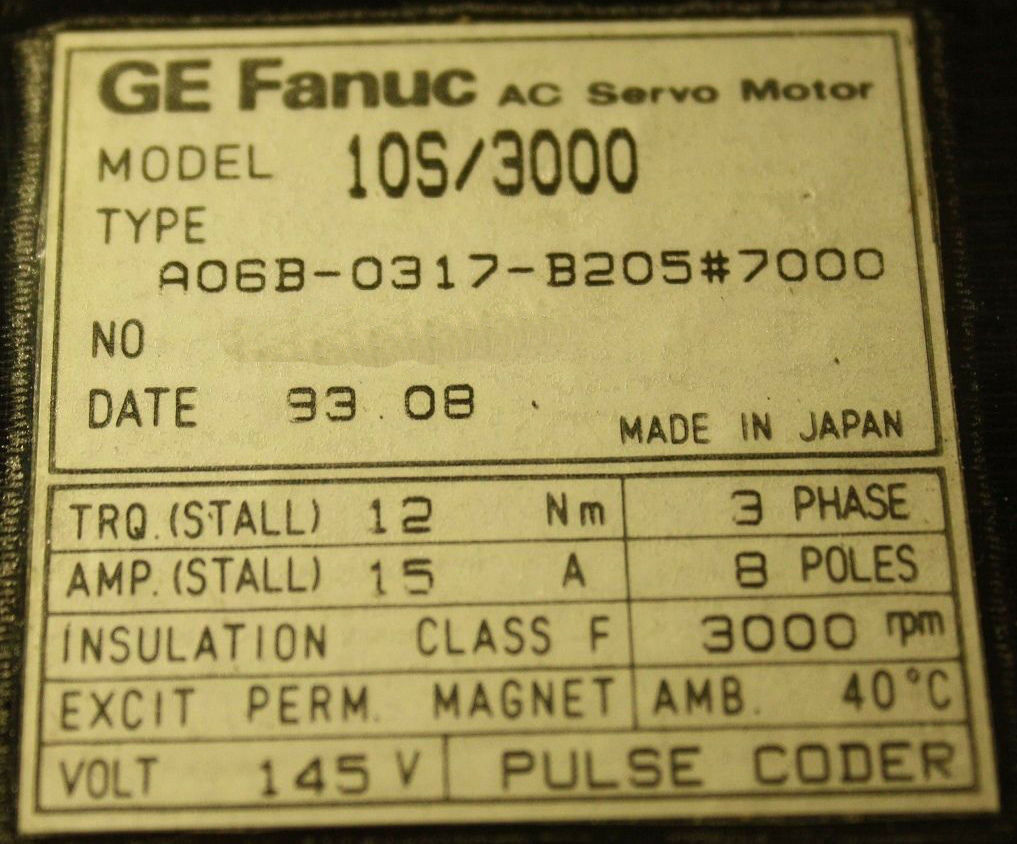 GE Fanuc AC Servo Motor
MODEL 10S/3000
TYPE
A06B-0317-B205#7000
NO
DATE 93.08
MADE IN JAPAN
TRQ.(STALL) 12 Nm 3 PHASE
AMP.(STALL) 15 A 8 POLES
INSULATION CLASS F 3000 rpm
EXCIT PERM. MAGNET AMB. 40°C
VOLT 145 V PULSE CODER